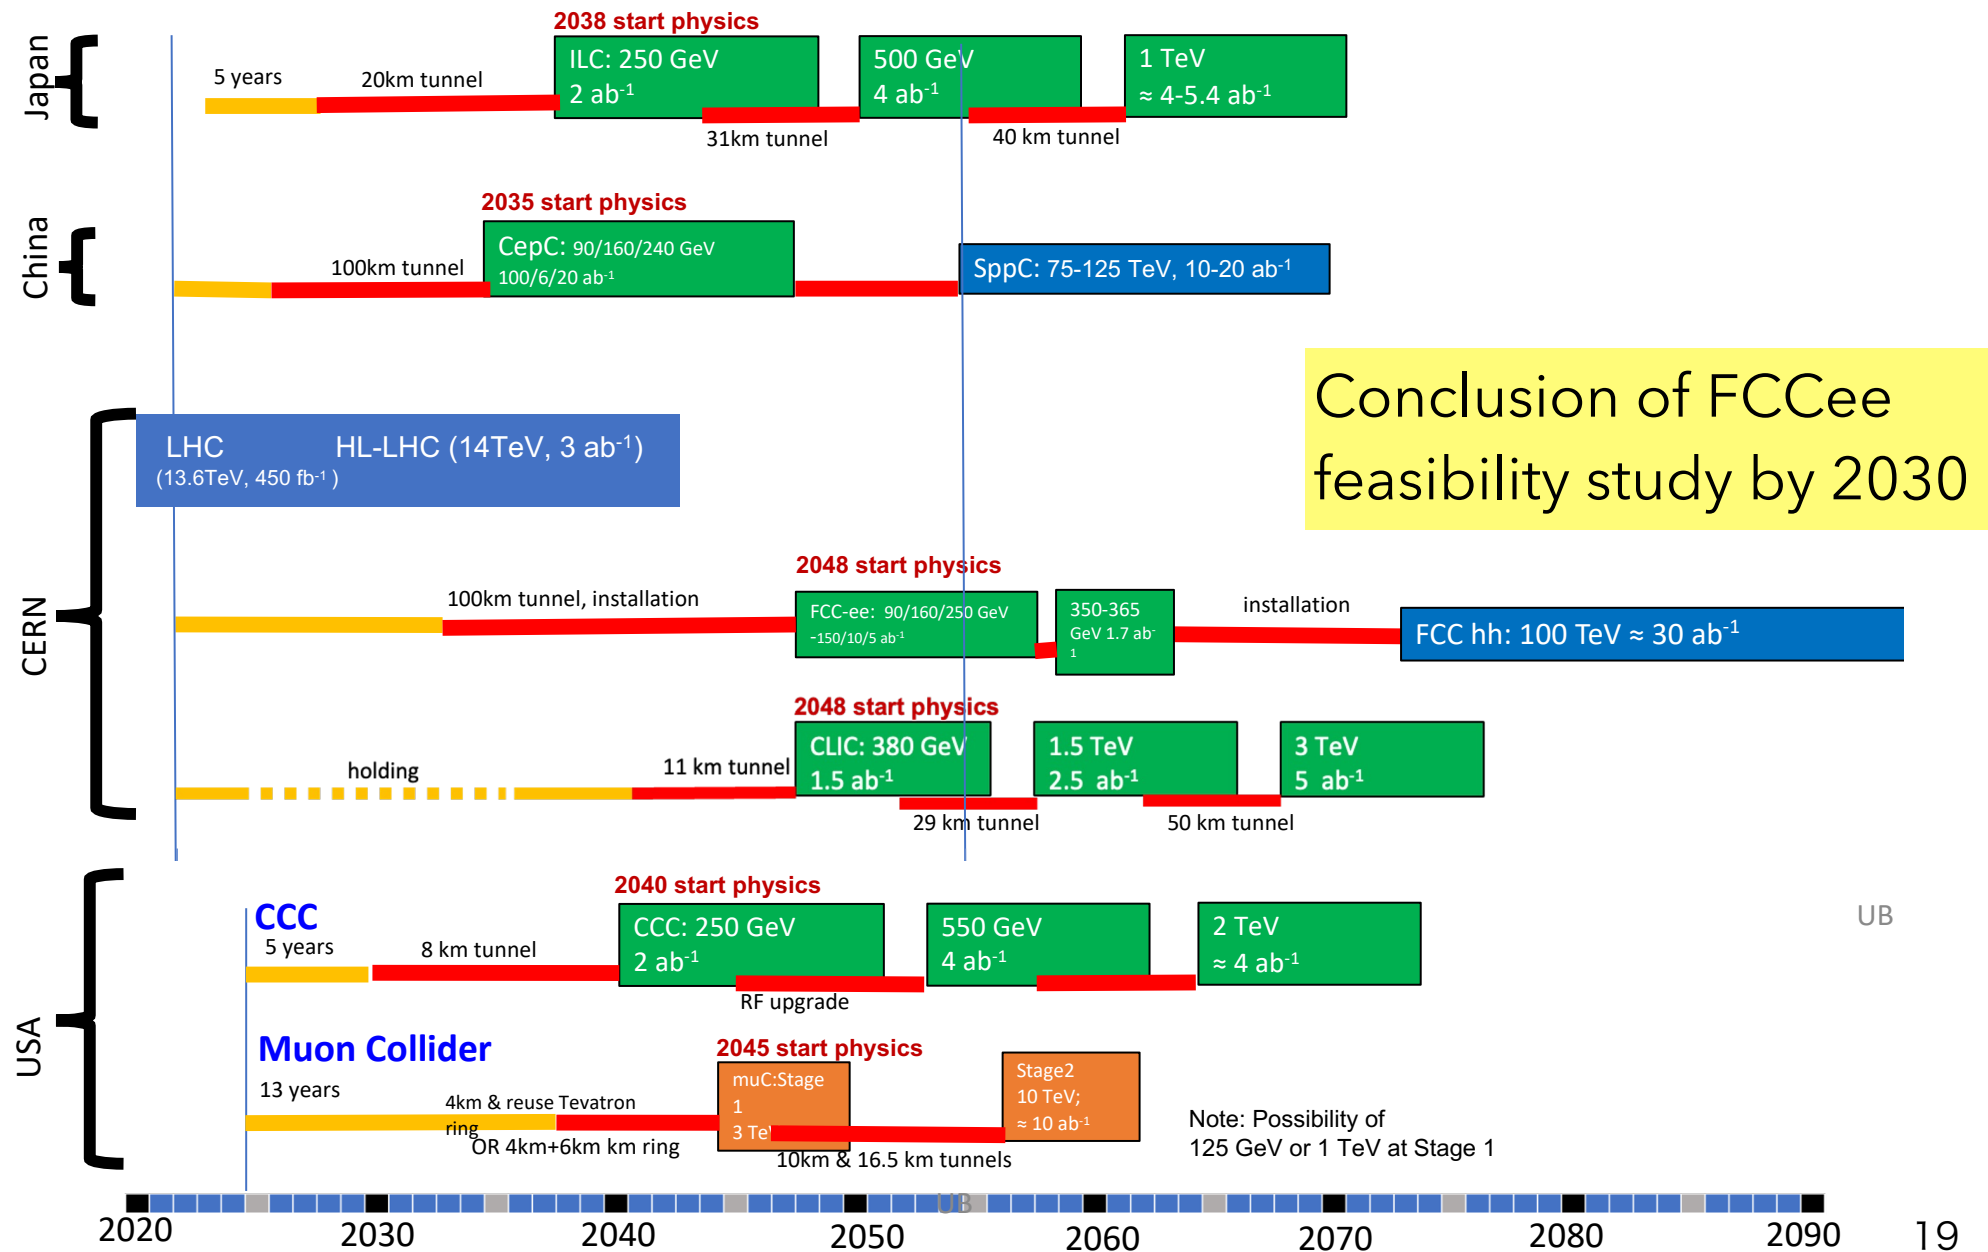 Japan
2038 start physics
5 years
20km tunnel
ILC: 250 GeV
2 ab⁻¹
31km tunnel
500 GeV
4 ab⁻¹
40 km tunnel
1 TeV
≈ 4-5.4 ab⁻¹
China
2035 start physics
100km tunnel
CepC: 90/160/240 GeV
100/6/20 ab⁻¹
SppC: 75-125 TeV, 10-20 ab⁻¹
Conclusion of FCCee
feasibility study by 2030
CERN
LHC HL-LHC (14TeV, 3 ab⁻¹)
(13.6TeV, 450 fb⁻¹ )
2048 start physics
100km tunnel, installation
FCC-ee: 90/160/250 GeV
~150/10/5 ab⁻¹
350-365
GeV 1.7 ab⁻
¹
installation
FCC hh: 100 TeV ≈ 30 ab⁻¹
2048 start physics
holding
11 km tunnel
CLIC: 380 GeV
1.5 ab⁻¹
29 km tunnel
1.5 TeV
2.5 ab⁻¹
50 km tunnel
3 TeV
5 ab⁻¹
USA
2040 start physics
CCC
5 years
8 km tunnel
CCC: 250 GeV
2 ab⁻¹
RF upgrade
550 GeV
4 ab⁻¹
2 TeV
≈ 4 ab⁻¹
UB
Muon Collider
2045 start physics
13 years
4km & reuse Tevatron
ring
OR 4km+6km km ring
muC:Stage
1
3 TeV
10km & 16.5 km tunnels
Stage2
10 TeV;
≈ 10 ab⁻¹
Note: Possibility of
125 GeV or 1 TeV at Stage 1
UB
2020 2030 2040 2050 2060 2070 2080 2090
19